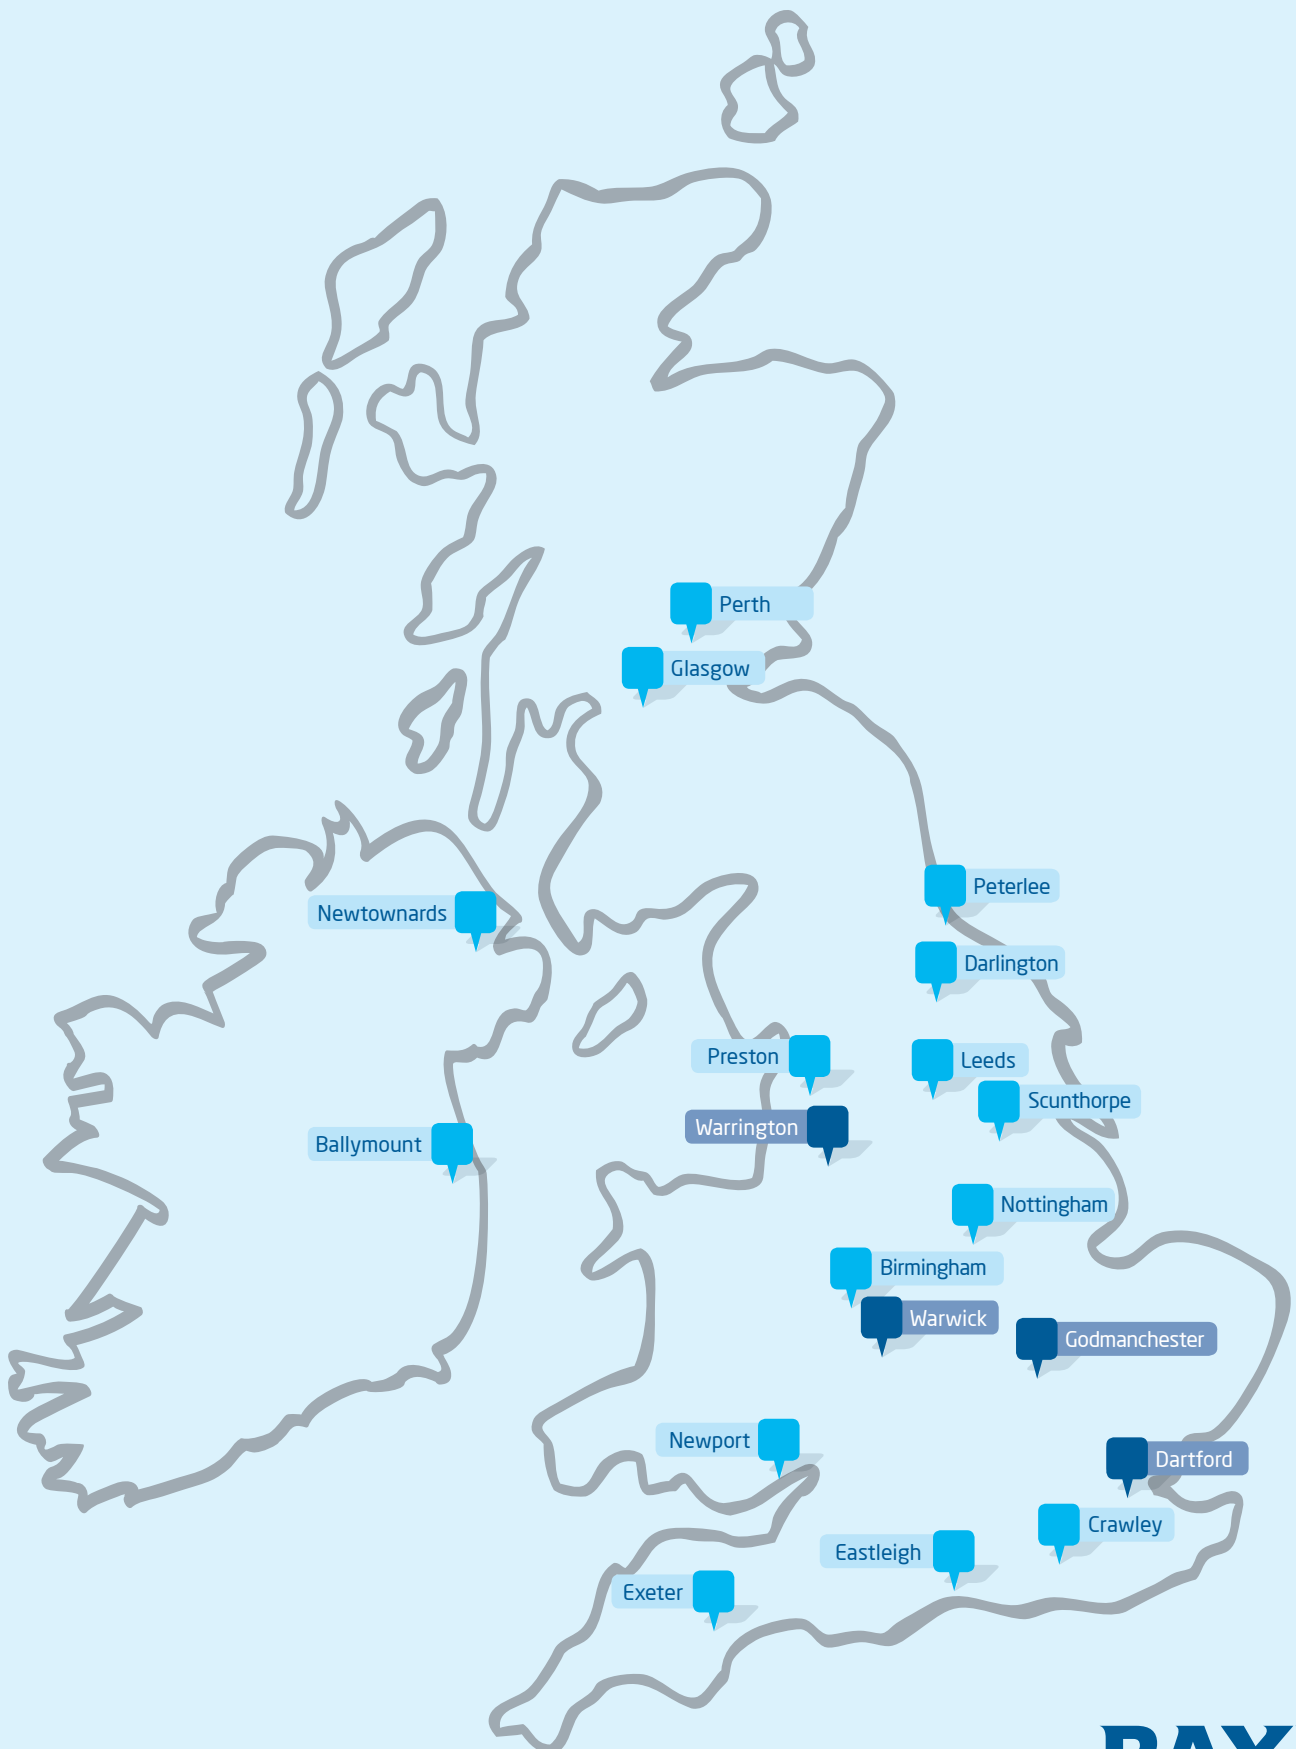 Perth
Glasgow
Peterlee
Newtownards
Darlington
Preston
Leeds
Scunthorpe
Warrington
Ballymount
Nottingham
Birmingham
Warwick
Godmanchester
Newport
Dartford
Crawley
Eastleigh
Exeter